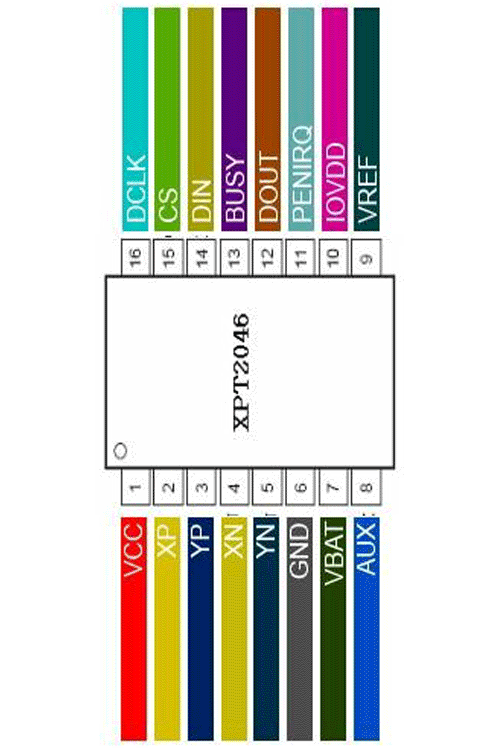 DCLK
CS
DIN
BUSY
DOUT
PENIRQ
IOVDD
VREF
16
15
14
13
12
11
10
9
XPT2046
1
2
3
4
5
6
7
8
VCC
XP
YP
XN
YN
GND
VBAT
AUX